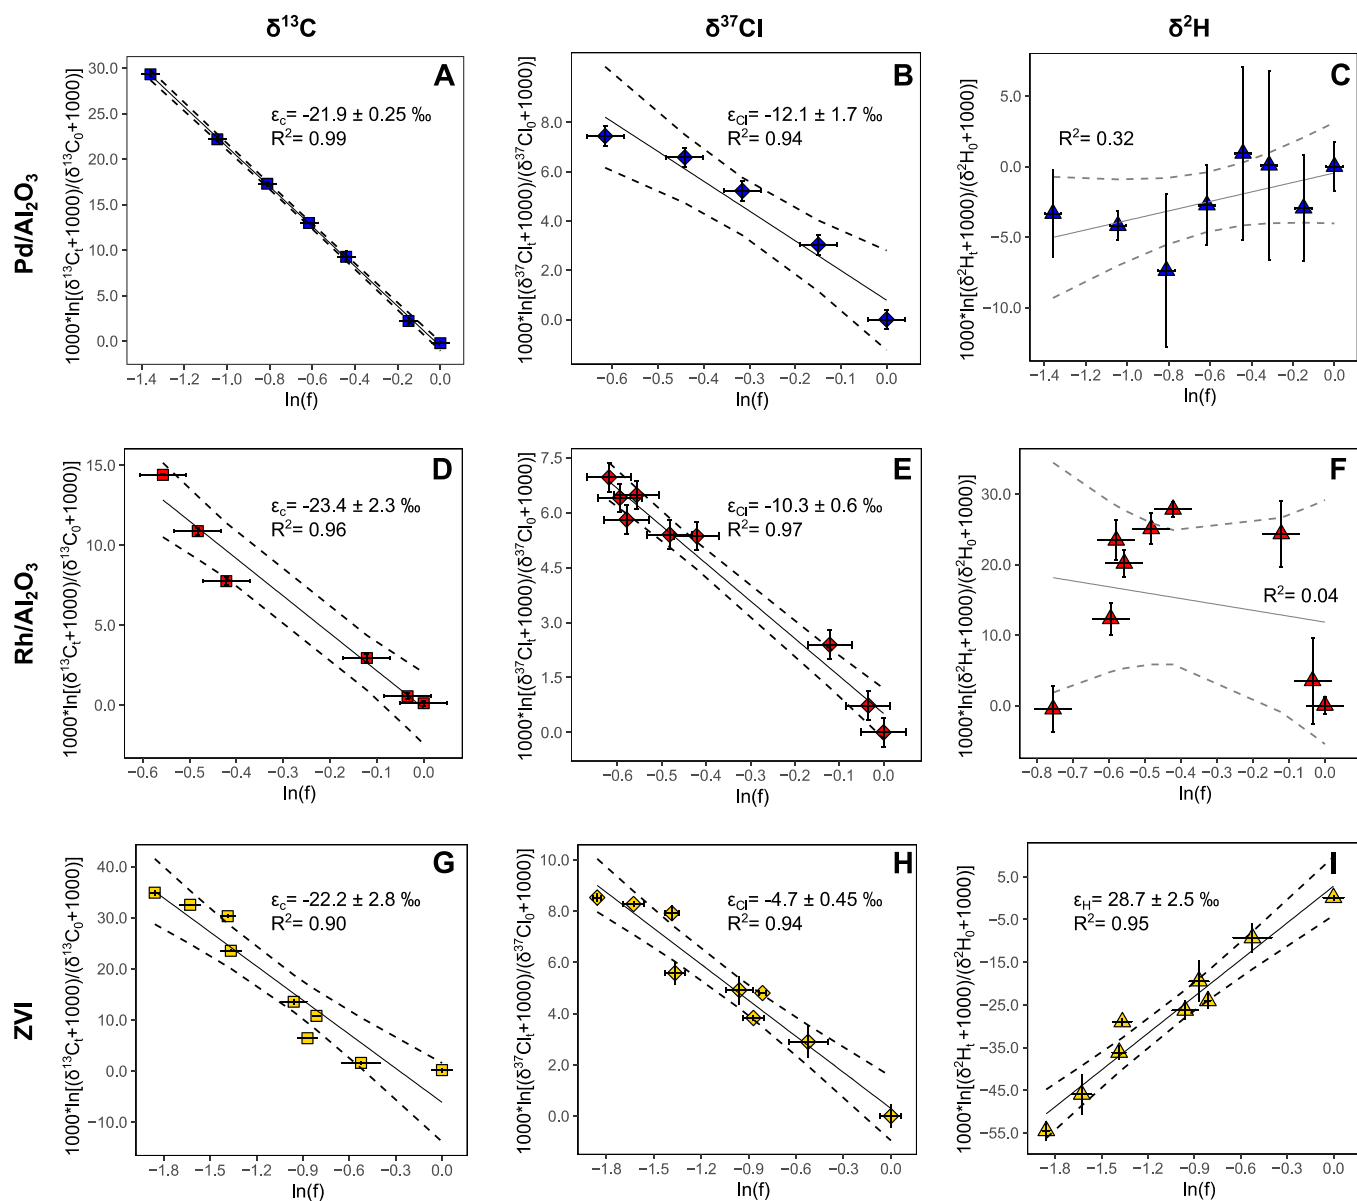 δ¹³C
δ³⁷Cl
δ²H
Pd/Al₂O₃
1000*ln[(δ¹³Cₜ+1000)/(δ¹³C₀+1000)]
30.0
25.0
20.0
15.0
10.0
5.0
0.0
A
ε꜀= -21.9 ± 0.25 ‰
R²= 0.99
−1.4 −1.2 −1.0 −0.8 −0.6 −0.4 −0.2 0.0
ln(f)
1000*ln[(δ³⁷Clₜ+1000)/(δ³⁷Cl₀+1000)]
8.0
6.0
4.0
2.0
0.0
B
ε_Cl= -12.1 ± 1.7 ‰
R²= 0.94
−0.6 −0.5 −0.4 −0.3 −0.2 −0.1 0.0
ln(f)
1000*ln[(δ²Hₜ+1000)/(δ²H₀+1000)]
5.0
0.0
−5.0
−10.0
C
R²= 0.32
−1.4 −1.2 −1.0 −0.8 −0.6 −0.4 −0.2 0.0
ln(f)
Rh/Al₂O₃
1000*ln[(δ¹³Cₜ+1000)/(δ¹³C₀+1000)]
15.0
10.0
5.0
0.0
D
ε꜀= -23.4 ± 2.3 ‰
R²= 0.96
−0.6 −0.5 −0.4 −0.3 −0.2 −0.1 0.0
ln(f)
1000*ln[(δ³⁷Clₜ+1000)/(δ³⁷Cl₀+1000)]
7.5
6.0
4.5
3.0
1.5
0.0
E
ε_Cl= -10.3 ± 0.6 ‰
R²= 0.97
−0.6 −0.5 −0.4 −0.3 −0.2 −0.1 0.0
ln(f)
1000*ln[(δ²Hₜ+1000)/(δ²H₀+1000)]
30.0
20.0
10.0
0.0
F
R²= 0.04
−0.8 −0.7 −0.6 −0.5 −0.4 −0.3 −0.2 −0.1 0.0
ln(f)
ZVI
1000*ln[(δ¹³Cₜ+1000)/(δ¹³C₀+1000)]
40.0
30.0
20.0
10.0
0.0
−10.0
G
ε꜀= -22.2 ± 2.8 ‰
R²= 0.90
−1.8 −1.5 −1.2 −0.9 −0.6 −0.3 0.0
ln(f)
1000*ln[(δ³⁷Clₜ+1000)/(δ³⁷Cl₀+1000)]
10.0
8.0
6.0
4.0
2.0
0.0
H
ε_Cl= -4.7 ± 0.45 ‰
R²= 0.94
−1.8 −1.5 −1.2 −0.9 −0.6 −0.3 0.0
ln(f)
1000*ln[(δ²Hₜ+1000)/(δ²H₀+1000)]
5.0
−5.0
−15.0
−25.0
−35.0
−45.0
−55.0
I
ε_H= 28.7 ± 2.5 ‰
R²= 0.95
−1.8 −1.5 −1.2 −0.9 −0.6 −0.3 0.0
ln(f)